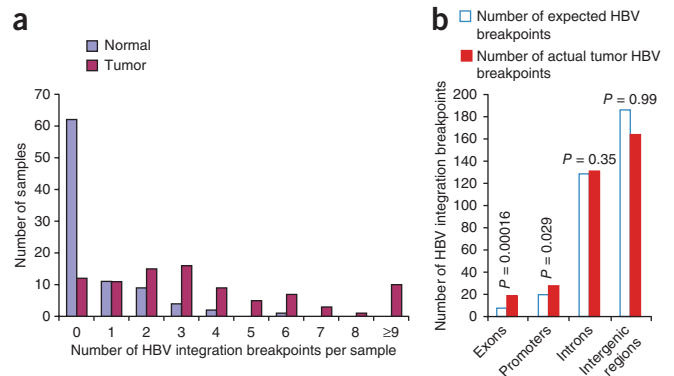 a
Normal
Tumor
Number of samples
70
60
50
40
30
20
10
0
0 1 2 3 4 5 6 7 8 ≥9
Number of HBV integration breakpoints per sample
b
Number of expected HBV
breakpoints
Number of actual tumor HBV
breakpoints
Number of HBV integration breakpoints
200
180
160
140
120
100
80
60
40
20
0
P = 0.00016
P = 0.029
P = 0.35
P = 0.99
Exons
Promoters
Introns
Intergenic
regions